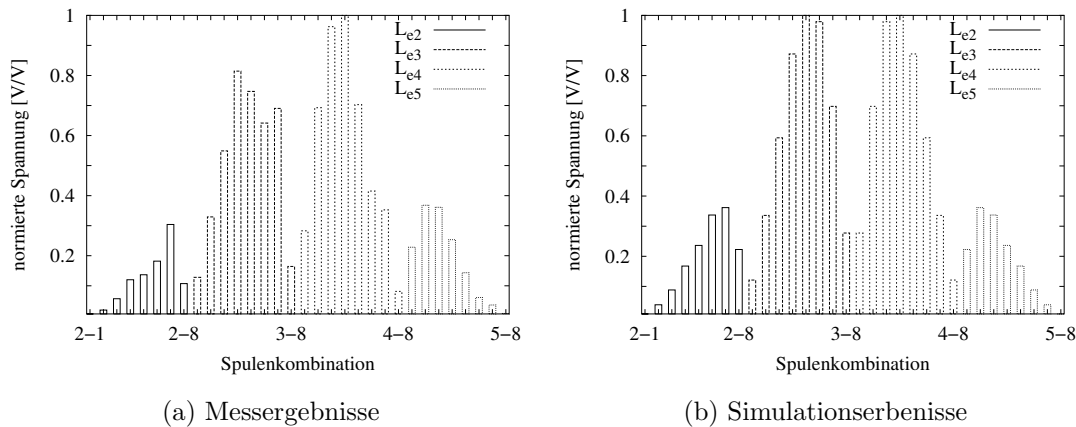 1
0.8
0.6
0.4
0.2
normierte Spannung [V/V]
L_e2
L_e3
L_e4
L_e5
2−1
2−8
3−8
4−8
5−8
Spulenkombination
(a) Messergebnisse
1
0.8
0.6
0.4
0.2
normierte Spannung [V/V]
L_e2
L_e3
L_e4
L_e5
2−1
2−8
3−8
4−8
5−8
Spulenkombination
(b) Simulationserbenisse